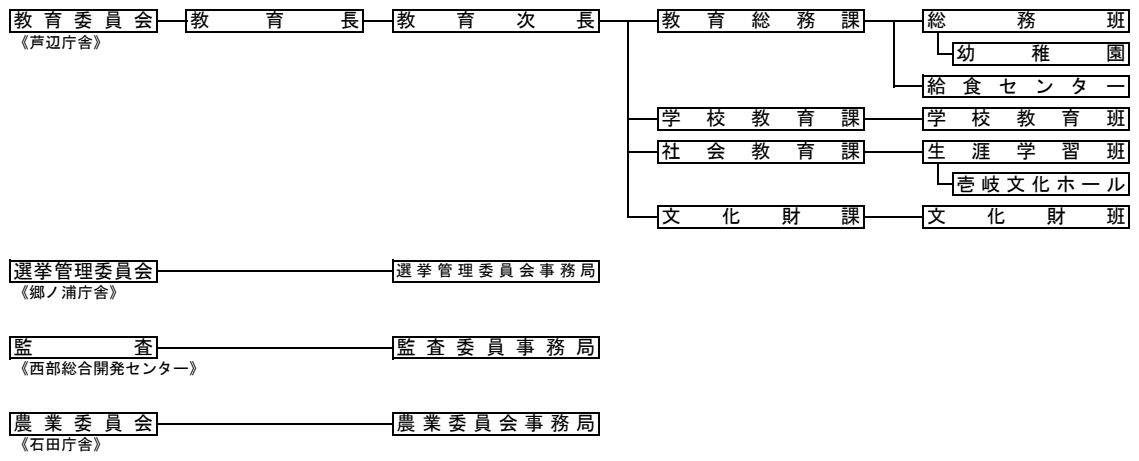 教育委員会 教育長 教育次長 教育総務課 総務班
《芦辺庁舎》
幼稚園
給食センター
学校教育課 学校教育班
社会教育課 生涯学習班
壱岐文化ホール
文化財課 文化財班
選挙管理委員会 選挙管理委員会事務局
《郷ノ浦庁舎》
監査 監査委員事務局
《西部総合開発センター》
農業委員会 農業委員会事務局
《石田庁舎》